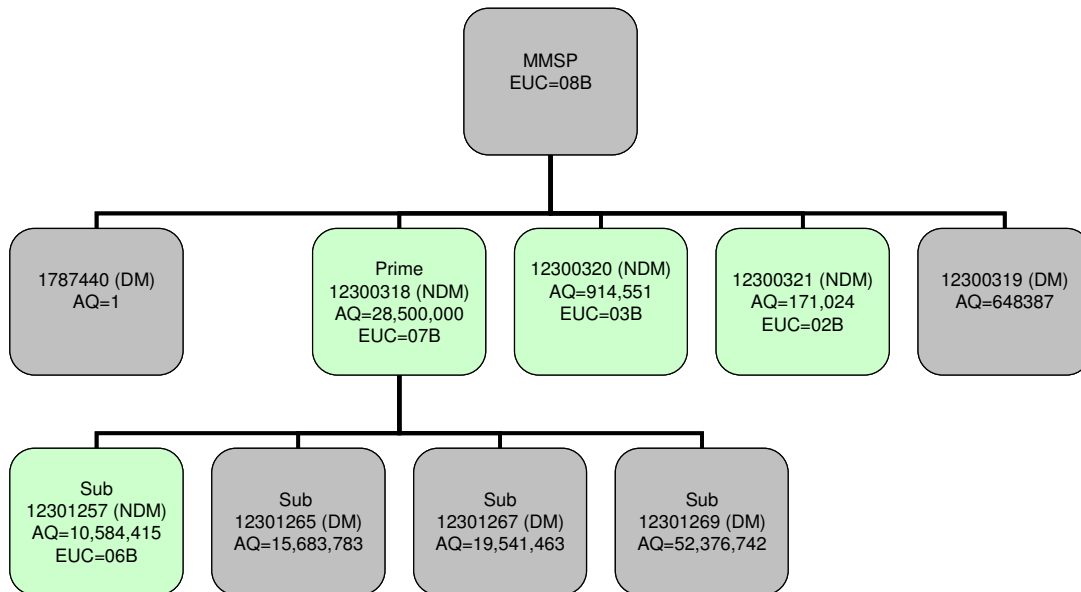 MMSP
EUC=08B
1787440 (DM)
AQ=1
Prime
12300318 (NDM)
AQ=28,500,000
EUC=07B
12300320 (NDM)
AQ=914,551
EUC=03B
12300321 (NDM)
AQ=171,024
EUC=02B
12300319 (DM)
AQ=648387
Sub
12301257 (NDM)
AQ=10,584,415
EUC=06B
Sub
12301265 (DM)
AQ=15,683,783
Sub
12301267 (DM)
AQ=19,541,463
Sub
12301269 (DM)
AQ=52,376,742